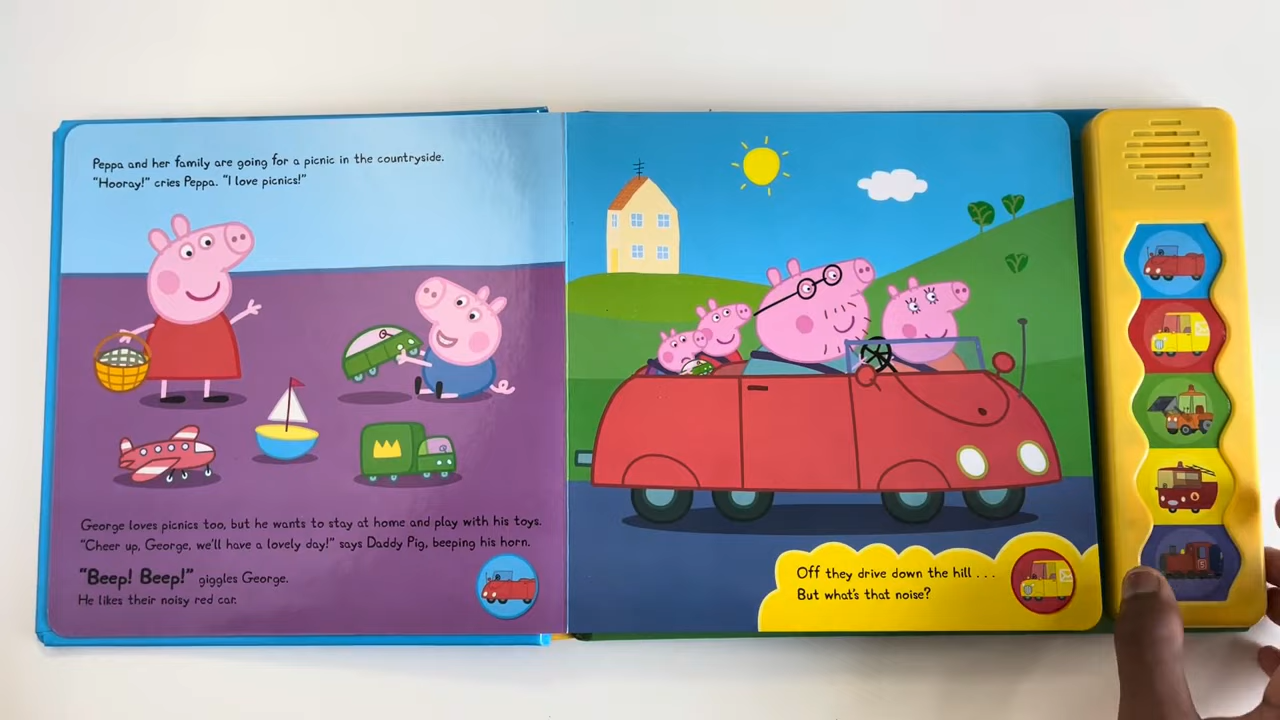 Peppa and her family are going for a picnic in the countryside.
"Hooray!" cries Peppa. "I love picnics!"
George loves picnics too, but he wants to stay at home and play with his toys.
"Cheer up, George, we'll have a lovely day!" says Daddy Pig, beeping his horn.
"Beep! Beep!" giggles George.
He likes their noisy red car.
Off they drive down the hill . . .
But what's that noise?
5